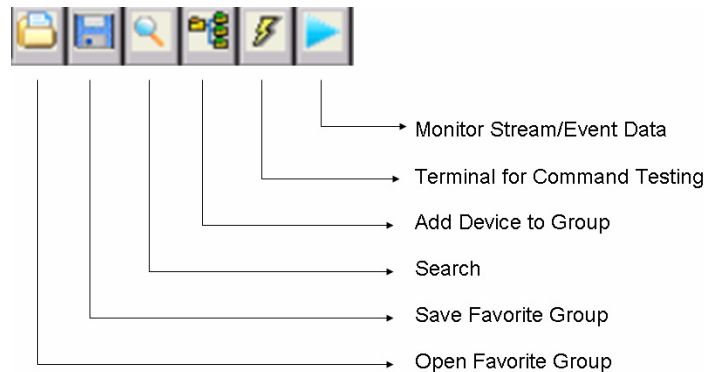 Monitor Stream/Event Data
Terminal for Command Testing
Add Device to Group
Search
Save Favorite Group
Open Favorite Group